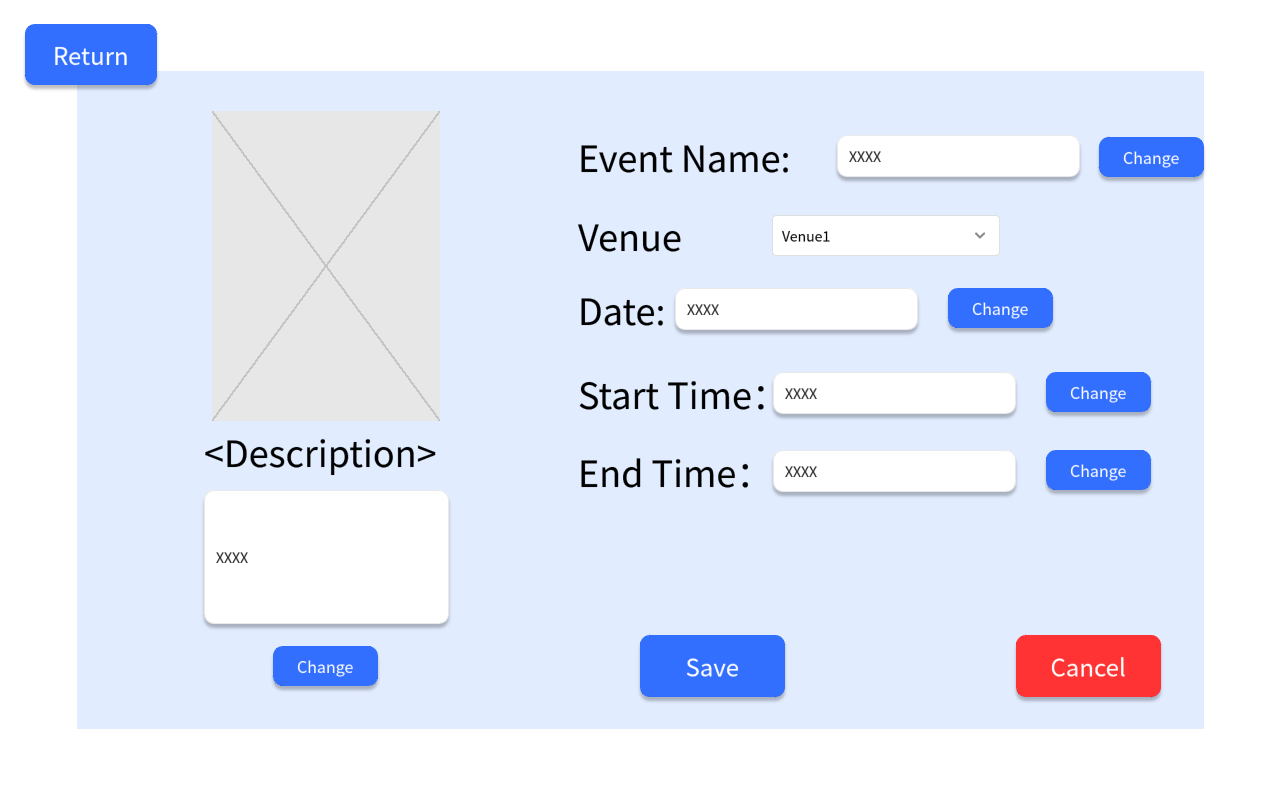 Return
Event Name: XXXX Change
Venue Venue1
Date: XXXX Change
Start Time： XXXX Change
End Time： XXXX Change
<Description>
XXXX
Change
Save Cancel